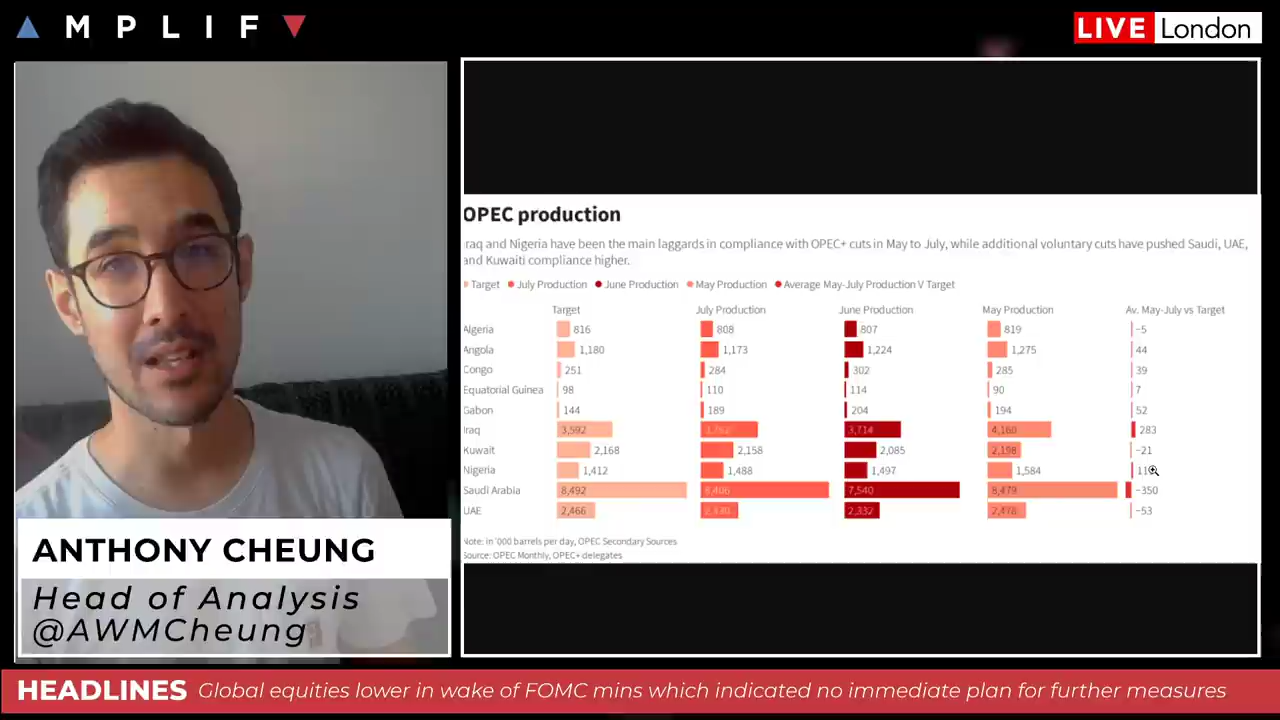 MPLIF
LIVE London
OPEC production
raq and Nigeria have been the main laggards in compliance with OPEC+ cuts in May to July, while additional voluntary cuts have pushed Saudi, UAE,
and Kuwaiti compliance higher.
Target July Production June Production May Production Average May-July Production V Target
Target July Production June Production May Production Av. May-July vs Target
Algeria 816 808 807 819 −5
Angola 1,180 1,173 1,224 1,275 44
Congo 251 284 302 285 39
Equatorial Guinea 98 110 114 90 7
Gabon 144 189 204 194 52
Iraq 3,592 3,714 4,160 283
Kuwait 2,168 2,158 2,085 2,198 −21
Nigeria 1,412 1,488 1,497 1,584
Saudi Arabia 8,492 8,406 7,540 8,479 −350
UAE 2,466 2,332 2,478 −53
Note: in '000 barrels per day, OPEC Secondary Sources
Source: OPEC Monthly, OPEC+ delegates
ANTHONY CHEUNG
Head of Analysis
@AWMCheung
HEADLINES Global equities lower in wake of FOMC mins which indicated no immediate plan for further measures